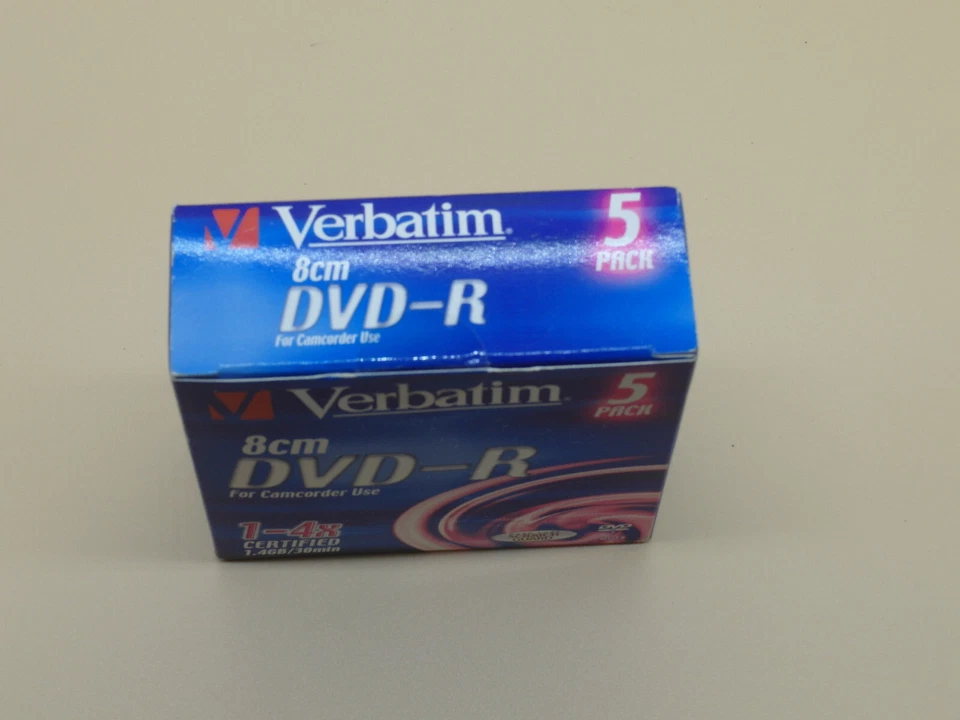 Verbatim
5
PACK
8cm
DVD-R
For Camcorder Use
Verbatim
5
PACK
8cm
DVD-R
For Camcorder Use
1-4x
CERTIFIED
1.4GB/30min
DVD